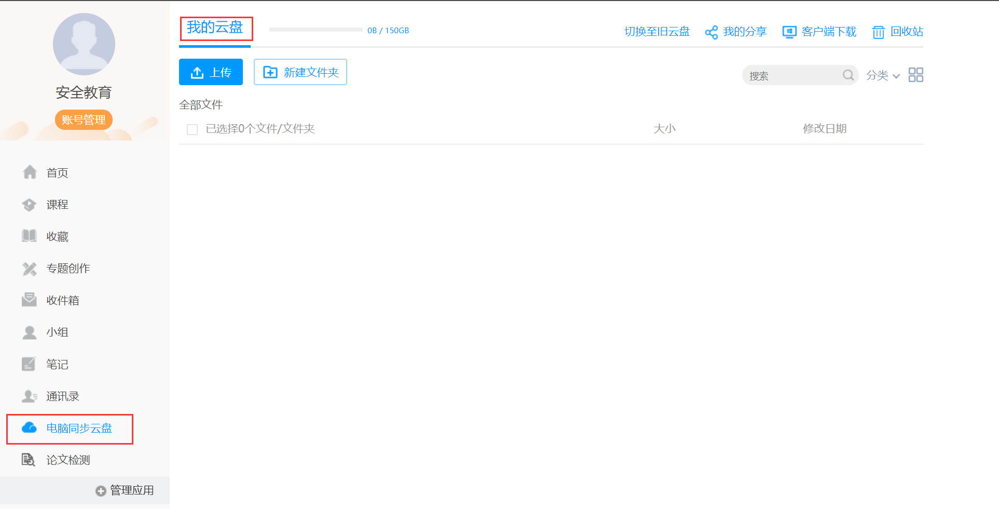 安全教育
账号管理
首页
课程
收藏
专题创作
收件箱
小组
笔记
通讯录
电脑同步云盘
论文检测
管理应用
我的云盘
0B / 150GB
切换至旧云盘
我的分享
客户端下载
回收站
上传
新建文件夹
搜索
分类
全部文件
已选择0个文件/文件夹
大小
修改日期